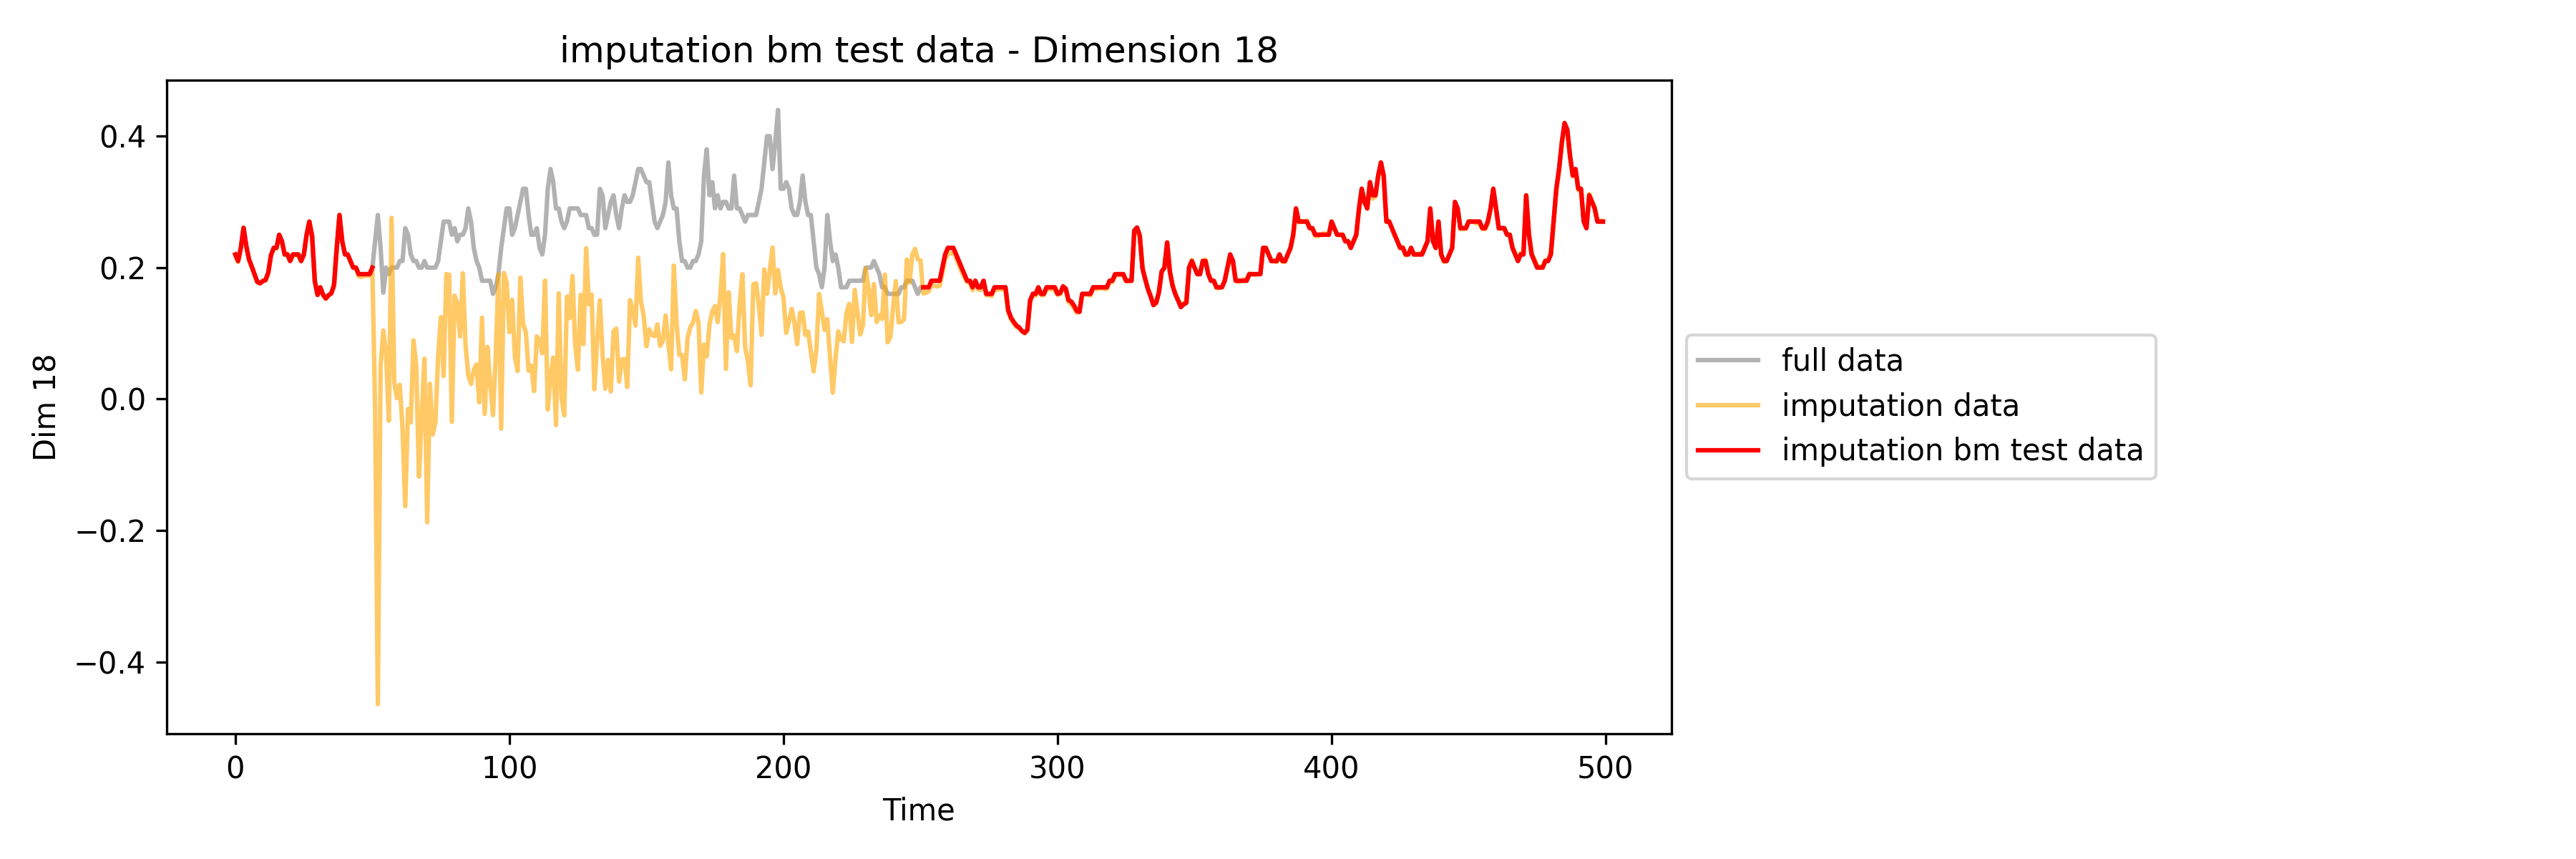 imputation bm test data - Dimension 18
0.4
0.2
0.0
−0.2
−0.4
Dim 18
0 100 200 300 400 500
Time
full data
imputation data
imputation bm test data